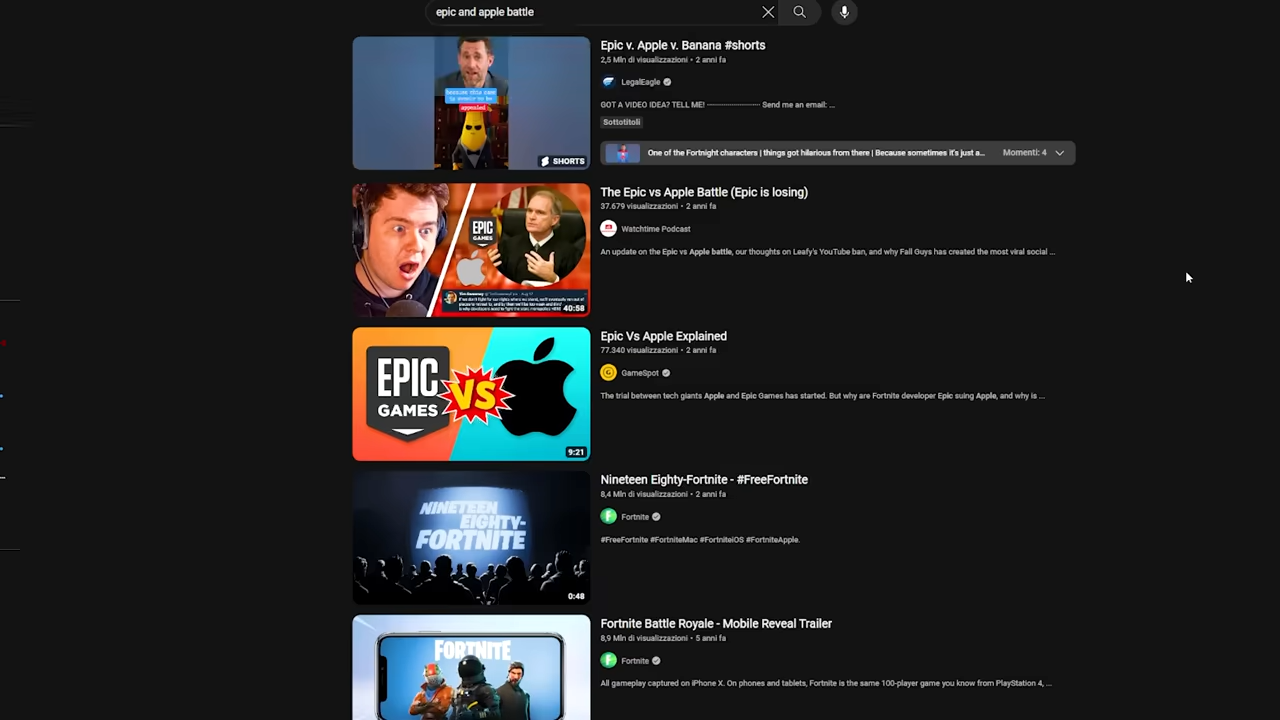 epic and apple battle
Epic v. Apple v. Banana #shorts
2,5 Mln di visualizzazioni • 2 anni fa
LegalEagle
GOT A VIDEO IDEA? TELL ME! ---------------------- Send me an email: ...
Sottotitoli
One of the Fortnight characters | things got hilarious from there | Because sometimes it's just a...
Momenti: 4
because this case
appealed
SHORTS
The Epic vs Apple Battle (Epic is losing)
37.679 visualizzazioni • 2 anni fa
Watchtime Podcast
An update on the Epic vs Apple battle, our thoughts on Leafy's YouTube ban, and why Fall Guys has created the most viral social ...
EPIC
GAMES
40:58
Epic Vs Apple Explained
77.340 visualizzazioni • 2 anni fa
GameSpot
The trial between tech giants Apple and Epic Games has started. But why are Fortnite developer Epic suing Apple, and why is ...
EPIC
GAMES
VS
9:21
Nineteen Eighty-Fortnite - #FreeFortnite
8,4 Mln di visualizzazioni • 2 anni fa
Fortnite
#FreeFortnite #FortniteMac #FortniteiOS #FortniteApple.
NINETEEN
EIGHTY-
FORTNITE
0:48
Fortnite Battle Royale - Mobile Reveal Trailer
8,9 Mln di visualizzazioni • 5 anni fa
Fortnite
All gameplay captured on iPhone X. On phones and tablets, Fortnite is the same 100-player game you know from PlayStation 4, ...
FORTNITE